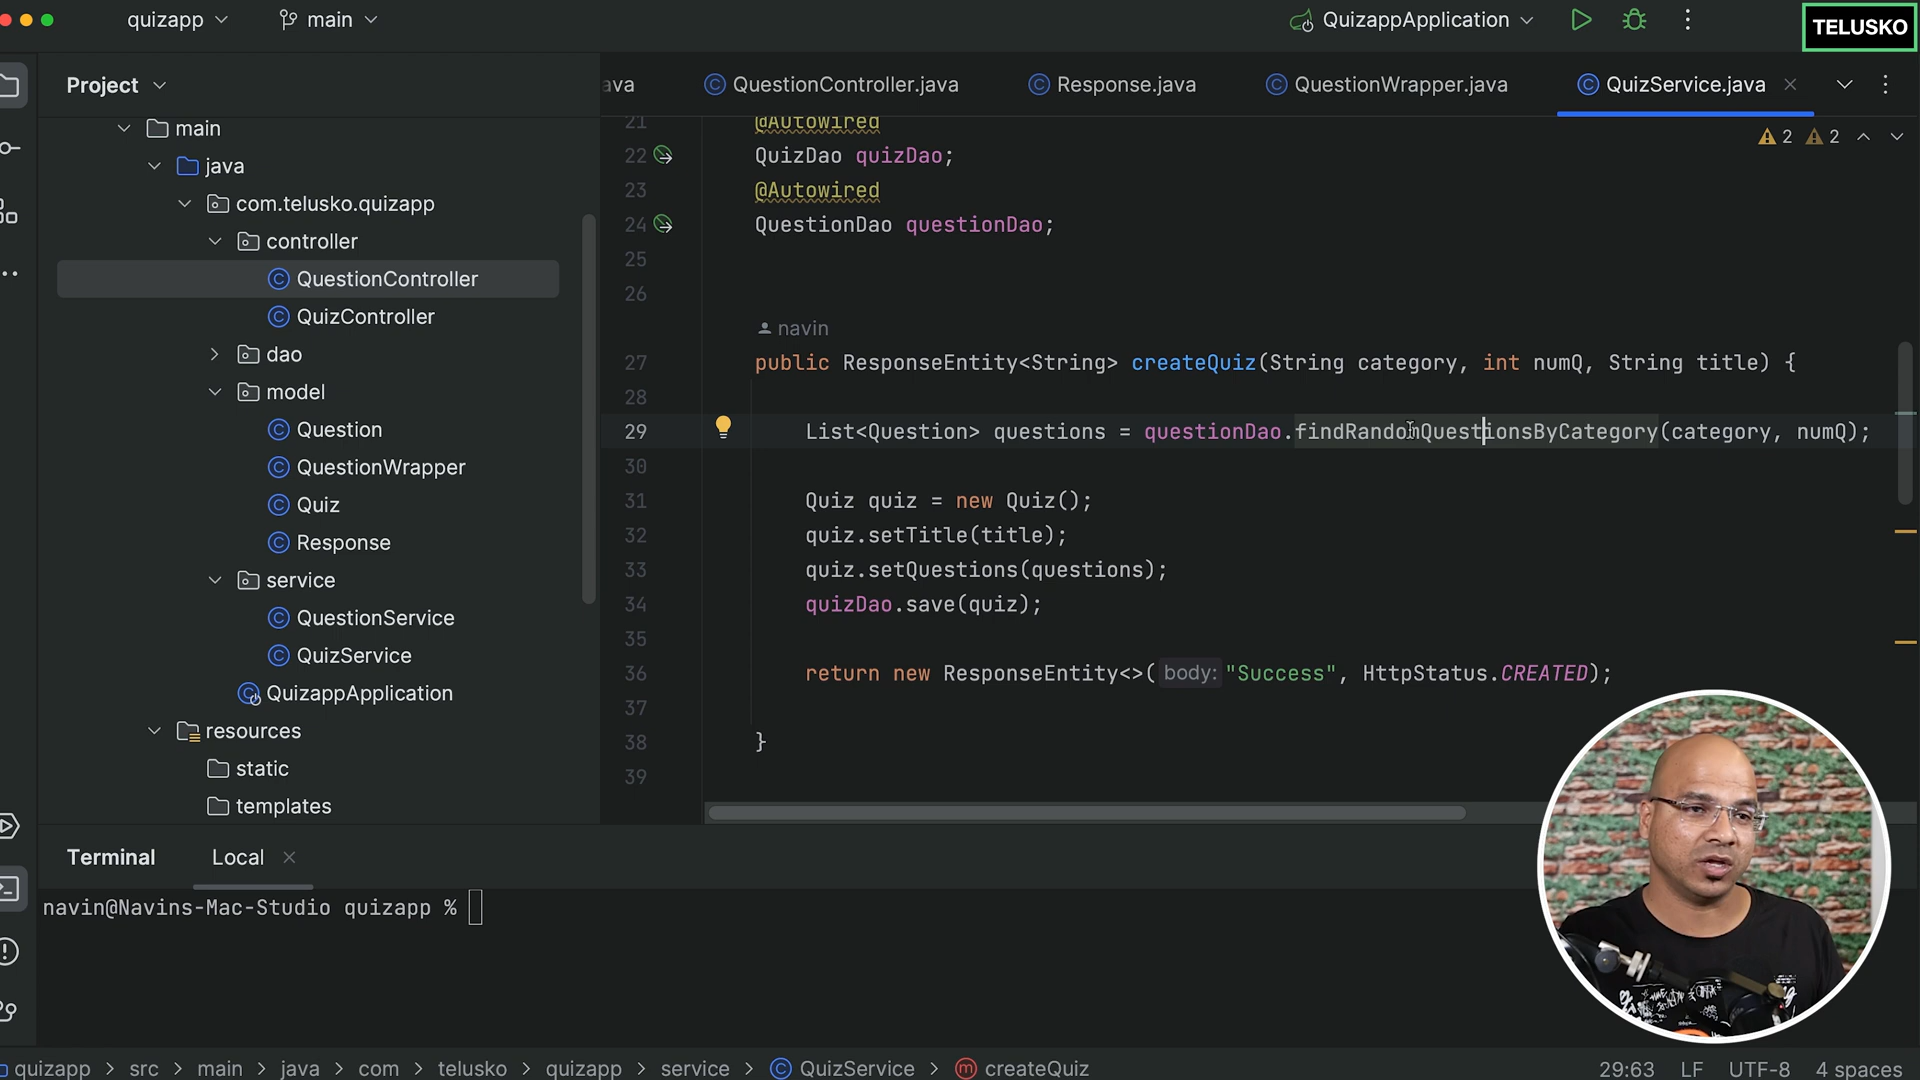 quizapp
main
QuizappApplication
TELUSKO
Project
ava
QuestionController.java
Response.java
QuestionWrapper.java
QuizService.java
main
java
com.telusko.quizapp
controller
QuestionController
QuizController
dao
model
Question
QuestionWrapper
Quiz
Response
service
QuestionService
QuizService
QuizappApplication
resources
static
templates
2 2
21 @Autowired
22 QuizDao quizDao;
23 @Autowired
24 QuestionDao questionDao;
25
26
navin
27 public ResponseEntity<String> createQuiz(String category, int numQ, String title) {
28
29 List<Question> questions = questionDao.findRandomQuestionsByCategory(category, numQ);
30
31 Quiz quiz = new Quiz();
32 quiz.setTitle(title);
33 quiz.setQuestions(questions);
34 quizDao.save(quiz);
35
36 return new ResponseEntity<>( body: "Success", HttpStatus.CREATED);
37
38 }
39
Terminal Local
navin@Navins-Mac-Studio quizapp %
quizapp > src > main > java > com > telusko > quizapp > service > QuizService > createQuiz
29:63 LF UTF-8 4 spaces